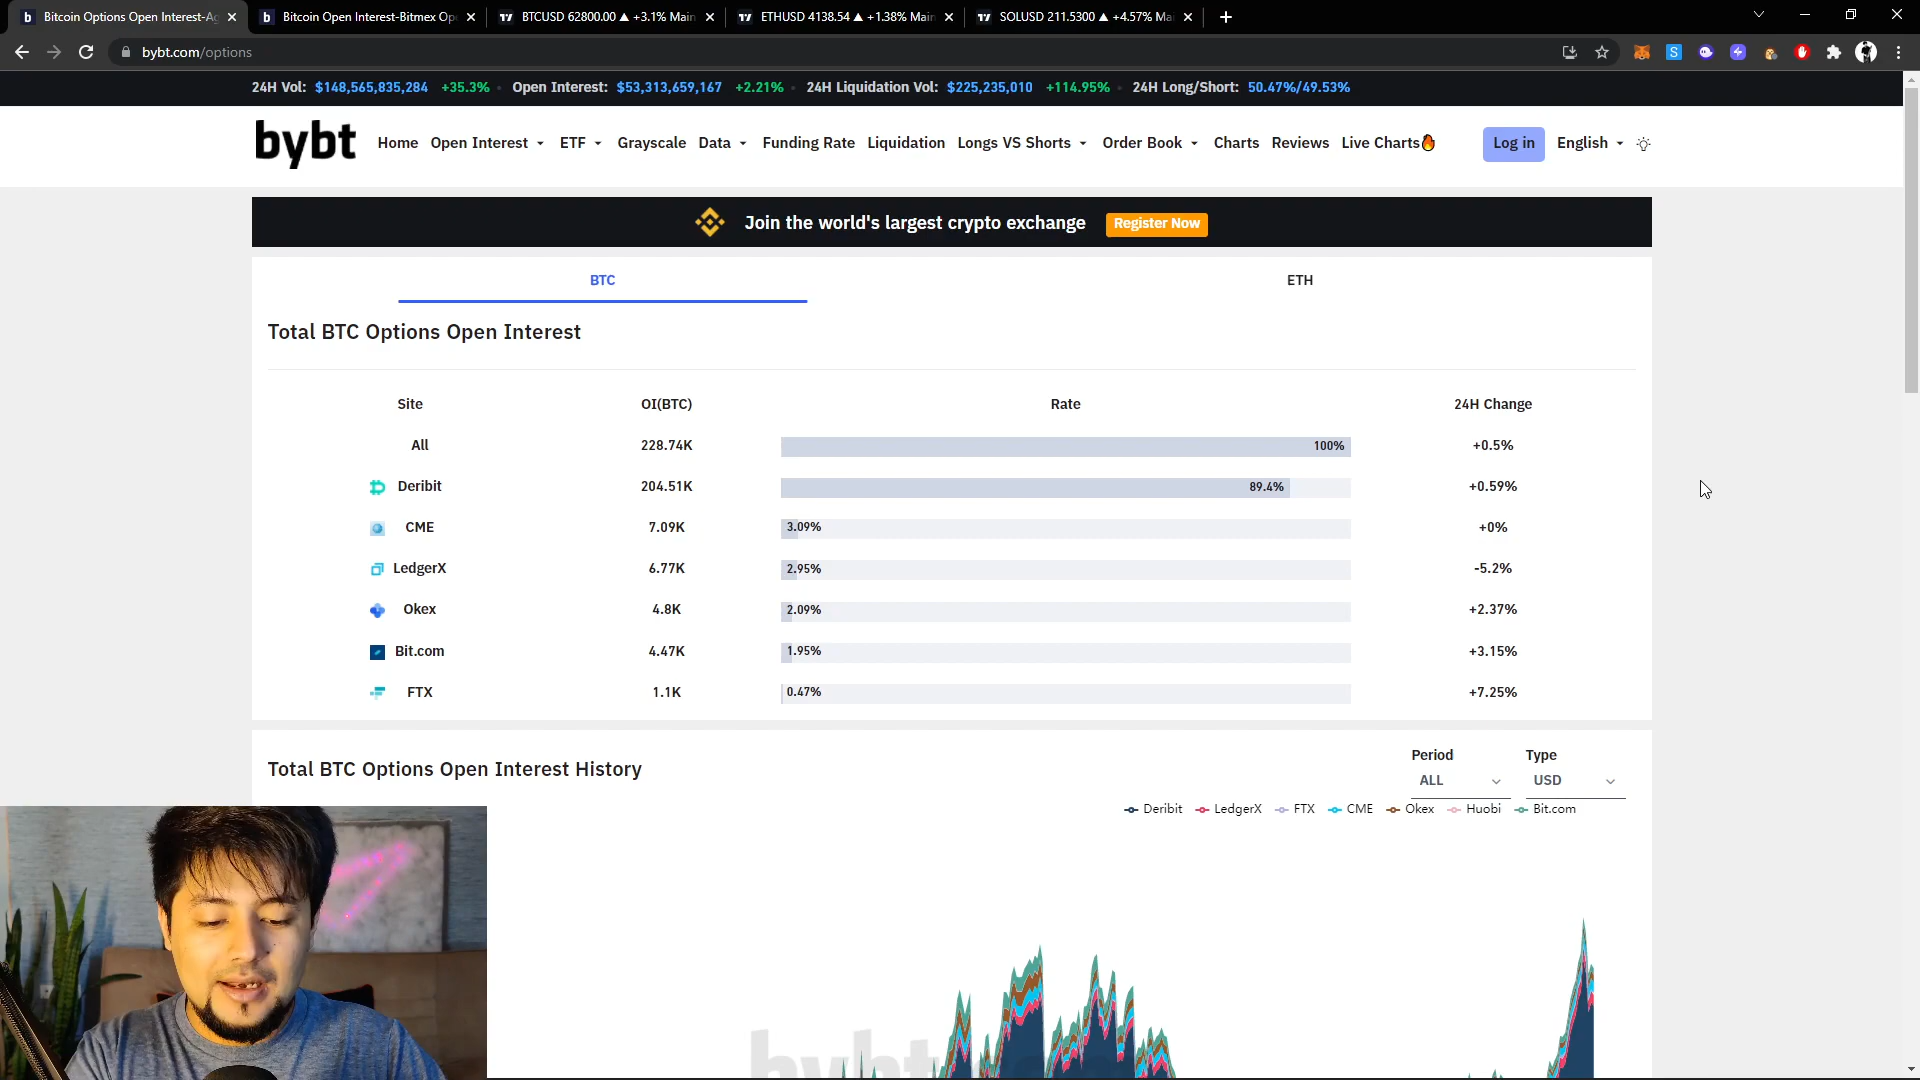 Bitcoin Options Open Interest-Ag
Bitcoin Open Interest-Bitmex Ope
BTCUSD 62800.00 ▲ +3.1% Main
ETHUSD 4138.54 ▲ +1.38% Main
SOLUSD 211.5300 ▲ +4.57% Ma
bybt.com/options
24H Vol: $148,565,835,284 +35.3% Open Interest: $53,313,659,167 +2.21% 24H Liquidation Vol: $225,235,010 +114.95% 24H Long/Short: 50.47%/49.53%
bybt Home Open Interest ETF Grayscale Data Funding Rate Liquidation Longs VS Shorts Order Book Charts Reviews Live Charts🔥 Log in English
Join the world's largest crypto exchange Register Now
BTC ETH
Total BTC Options Open Interest
Site OI(BTC) Rate 24H Change
All 228.74K 100% +0.5%
Deribit 204.51K 89.4% +0.59%
CME 7.09K 3.09% +0%
LedgerX 6.77K 2.95% -5.2%
Okex 4.8K 2.09% +2.37%
Bit.com 4.47K 1.95% +3.15%
FTX 1.1K 0.47% +7.25%
Period Type
Total BTC Options Open Interest History
ALL USD
Deribit LedgerX FTX CME Okex Huobi Bit.com